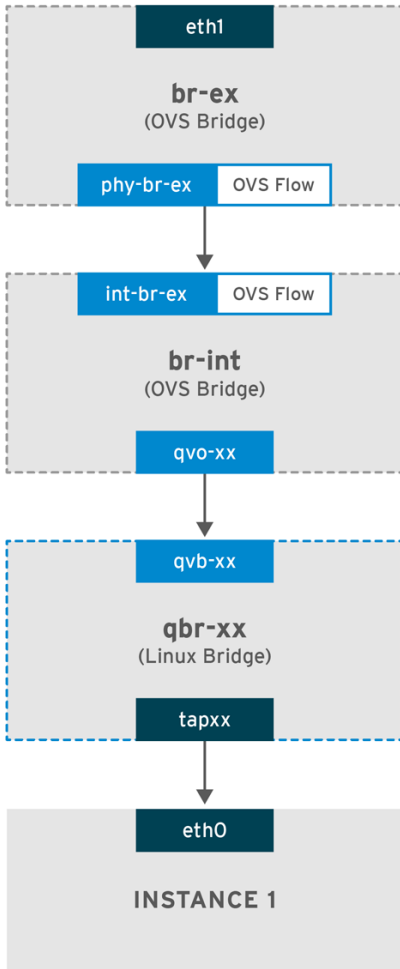 eth1
br-ex
(OVS Bridge)
phy-br-ex OVS Flow
int-br-ex OVS Flow
br-int
(OVS Bridge)
qvo-xx
qvb-xx
qbr-xx
(Linux Bridge)
tapxx
eth0
INSTANCE 1